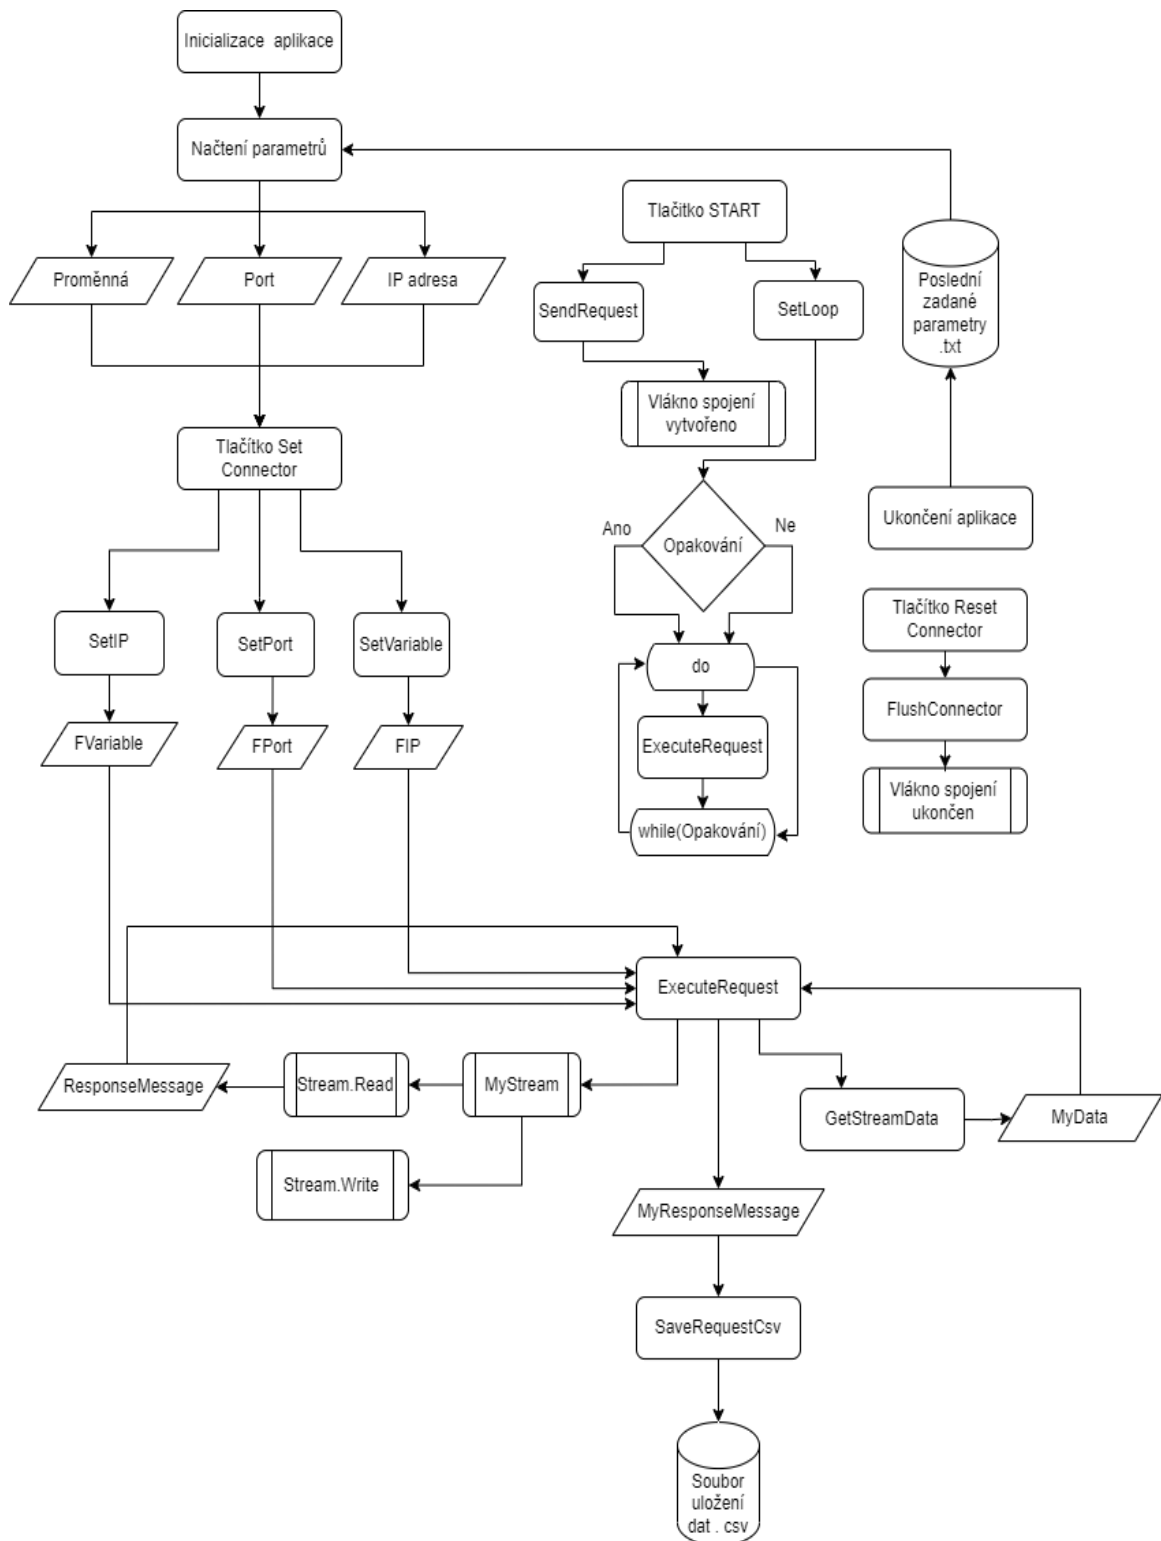 Inicializace aplikace
Načtení parametrů
Proměnná
Port
IP adresa
Tlačítko Set
Connector
SetIP
SetPort
SetVariable
FVariable
FPort
FIP
Tlačitko START
SendRequest
SetLoop
Vlákno spojení
vytvořeno
Ano
Opakování
Ne
do
ExecuteRequest
while(Opakování)
Poslední
zadané
parametry
.txt
Ukončení aplikace
Tlačítko Reset
Connector
FlushConnector
Vlákno spojení
ukončen
ExecuteRequest
ResponseMessage
Stream.Read
MyStream
Stream.Write
GetStreamData
MyData
MyResponseMessage
SaveRequestCsv
Soubor
uložení
dat . csv